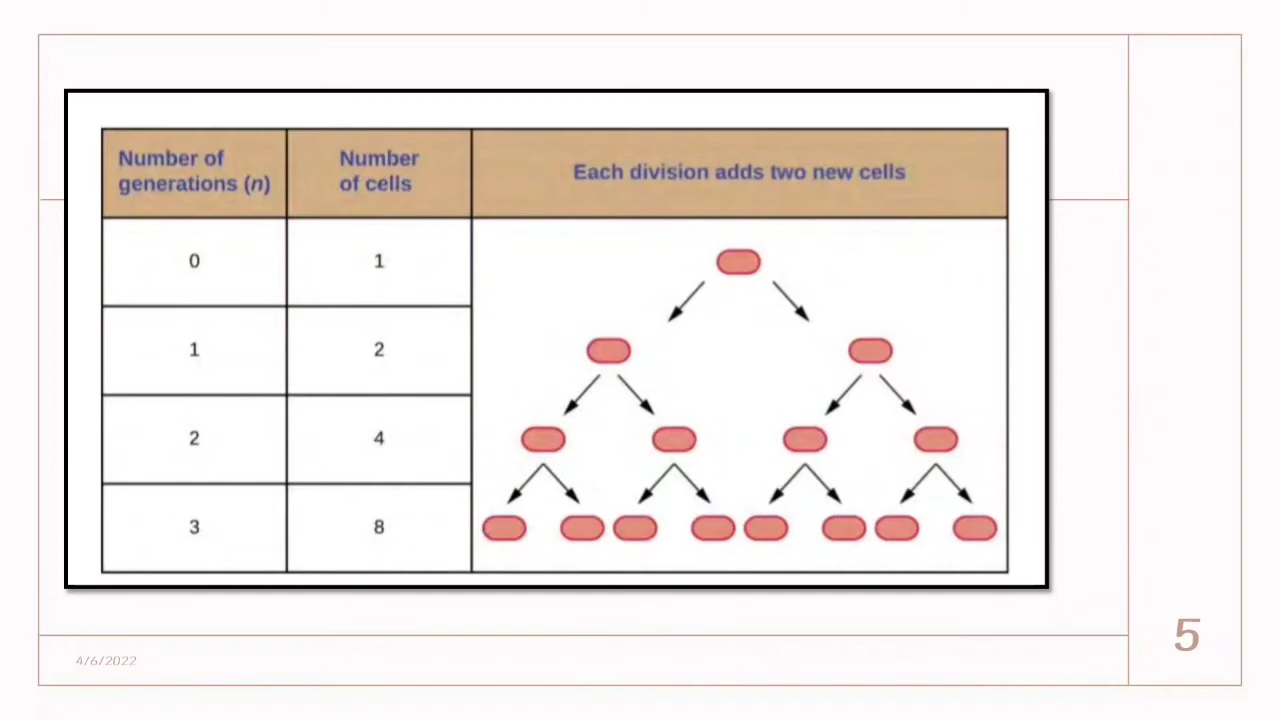 Number of
generations (n)
Number
of cells
Each division adds two new cells
0
1
1
2
2
4
3
8
4/6/2022
5